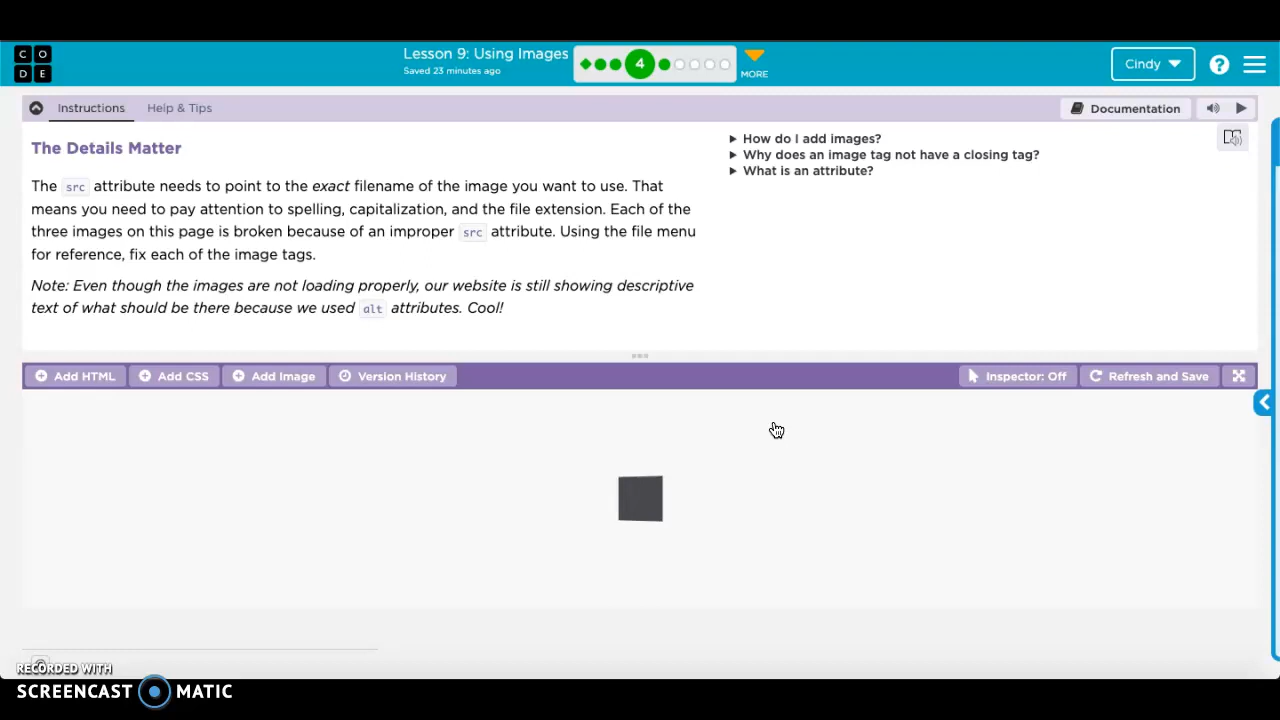 C O D E
Lesson 9: Using Images
Saved 23 minutes ago
4
MORE
Cindy
?
Instructions
Help & Tips
Documentation
The Details Matter
The src attribute needs to point to the exact filename of the image you want to use. That
means you need to pay attention to spelling, capitalization, and the file extension. Each of the
three images on this page is broken because of an improper src attribute. Using the file menu
for reference, fix each of the image tags.
Note: Even though the images are not loading properly, our website is still showing descriptive
text of what should be there because we used alt attributes. Cool!
How do I add images?
Why does an image tag not have a closing tag?
What is an attribute?
Add HTML
Add CSS
Add Image
Version History
Inspector: Off
Refresh and Save
RECORDED WITH
SCREENCAST MATIC